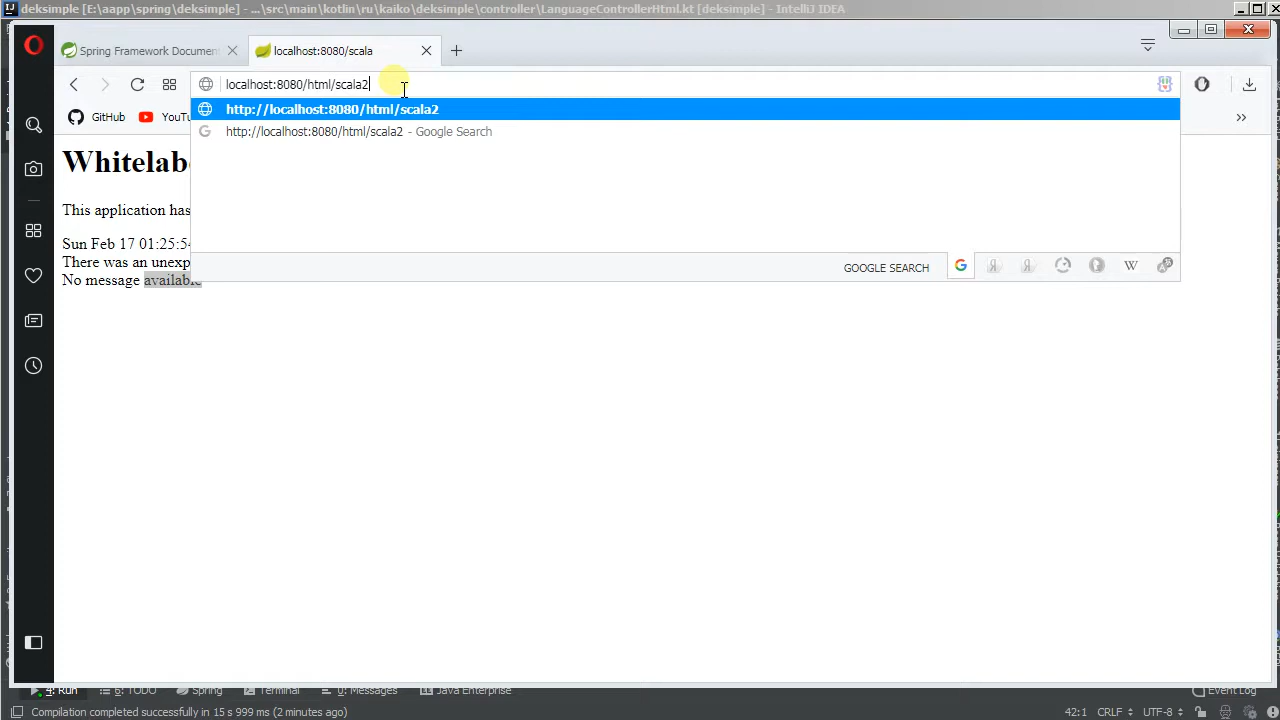 deksimple [E:\aapp\spring\deksimple] - ...\src\main\kotlin\ru\kaiko\deksimple\controller\LanguageControllerHtml.kt [deksimple] - IntelliJ IDEA
Spring Framework Document
localhost:8080/scala
localhost:8080/html/scala2
GitHub
http://localhost:8080/html/scala2
http://localhost:8080/html/scala2 - Google Search
This application has
Sun Feb 17 01:25:54
There was an unexp
GOOGLE SEARCH
No message available
4: Run
6: TODO
Spring
Terminal
0: Messages
Java Enterprise
Event Log
Compilation completed successfully in 15 s 999 ms (2 minutes ago)
42:1
CRLF
UTF-8